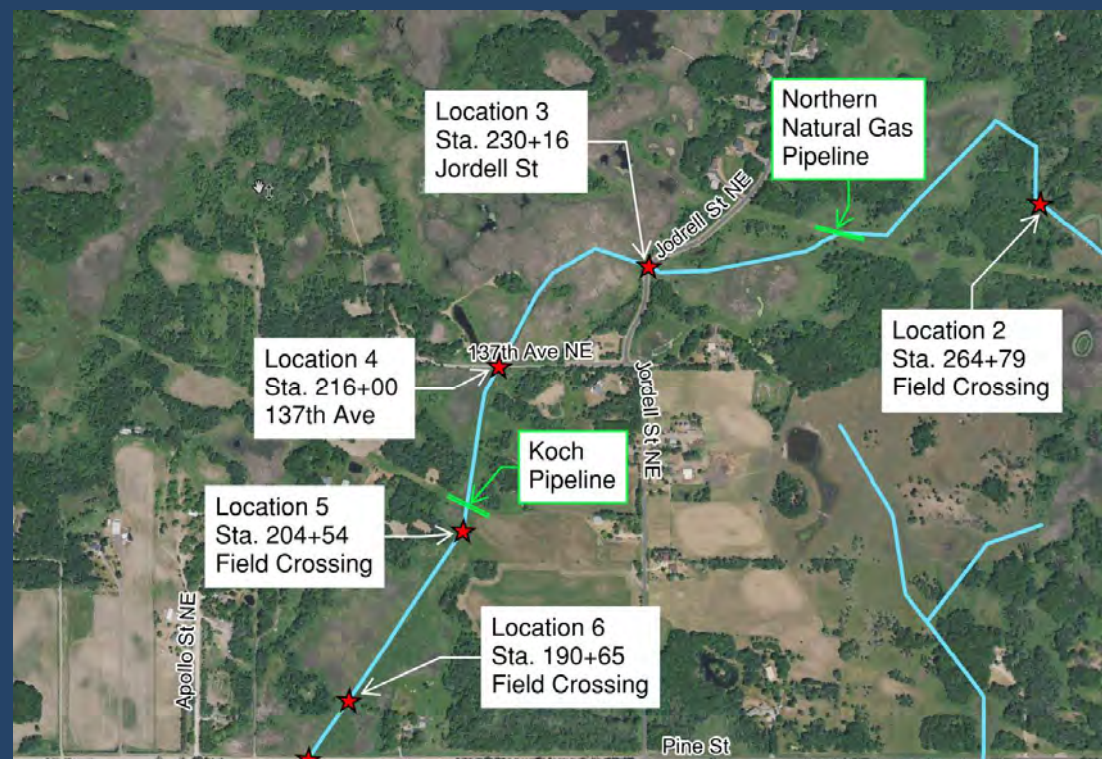 Location 3
Sta. 230+16
Jordell St
Northern
Natural Gas
Pipeline
Jodrell St NE
Location 2
Sta. 264+79
Field Crossing
Location 4
Sta. 216+00
137th Ave
137th Ave NE
Jordell St NE
Koch
Pipeline
Location 5
Sta. 204+54
Field Crossing
Location 6
Sta. 190+65
Field Crossing
Apollo St NE
Pine St